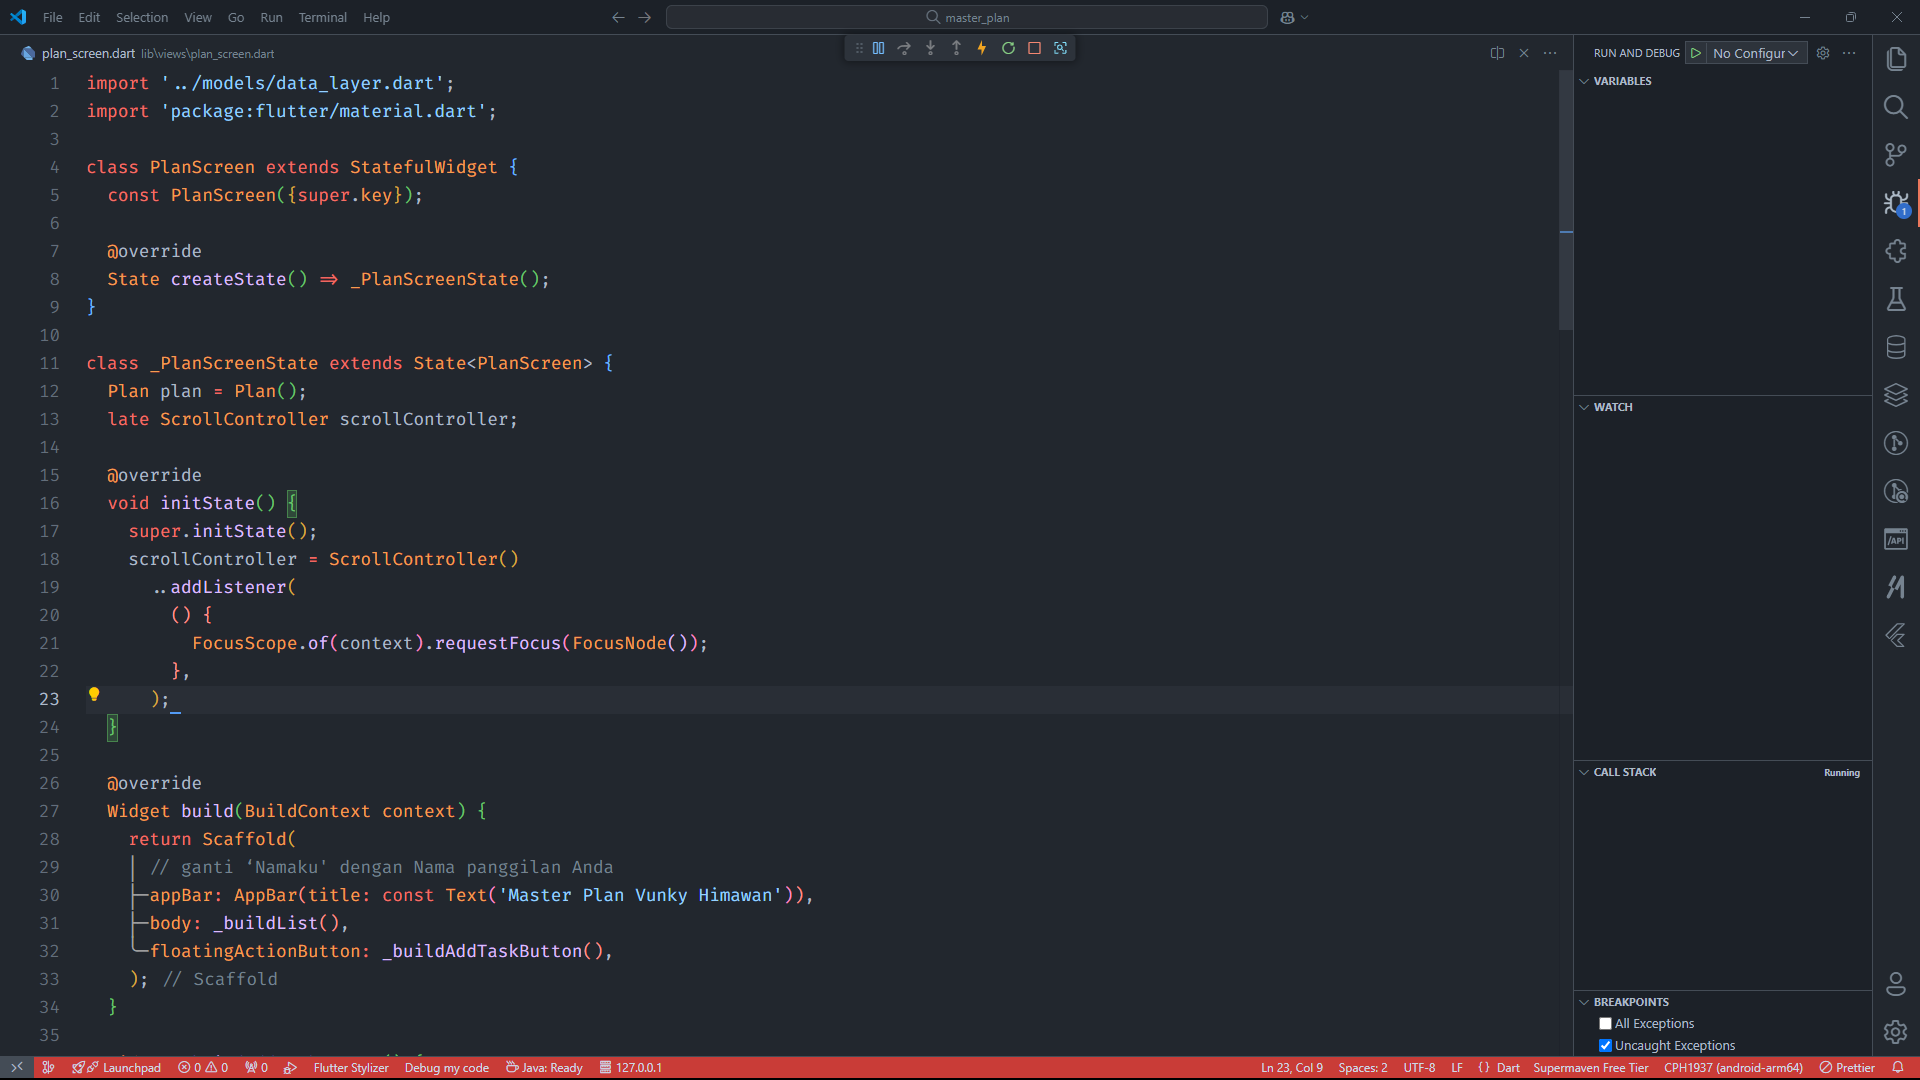 File Edit Selection View Go Run Terminal Help
master_plan
plan_screen.dart lib\views\plan_screen.dart
1 import '../models/data_layer.dart';
2 import 'package:flutter/material.dart';
3
4 class PlanScreen extends StatefulWidget {
5 const PlanScreen({super.key});
6
7 @override
8 State createState() => _PlanScreenState();
9 }
10
11 class _PlanScreenState extends State<PlanScreen> {
12 Plan plan = Plan();
13 late ScrollController scrollController;
14
15 @override
16 void initState() {
17 super.initState();
18 scrollController = ScrollController()
19 ..addListener(
20 () {
21 FocusScope.of(context).requestFocus(FocusNode());
22 },
23 );
24 }
25
26 @override
27 Widget build(BuildContext context) {
28 return Scaffold(
29 // ganti ‘Namaku' dengan Nama panggilan Anda
30 appBar: AppBar(title: const Text('Master Plan Vunky Himawan')),
31 body: _buildList(),
32 floatingActionButton: _buildAddTaskButton(),
33 ); // Scaffold
34 }
35
RUN AND DEBUG No Configur
VARIABLES
WATCH
CALL STACK Running
BREAKPOINTS
All Exceptions
Uncaught Exceptions
1
/API
Launchpad 0 0 0 Flutter Stylizer Debug my code Java: Ready 127.0.0.1 Ln 23, Col 9 Spaces: 2 UTF-8 LF {} Dart Supermaven Free Tier CPH1937 (android-arm64) Prettier